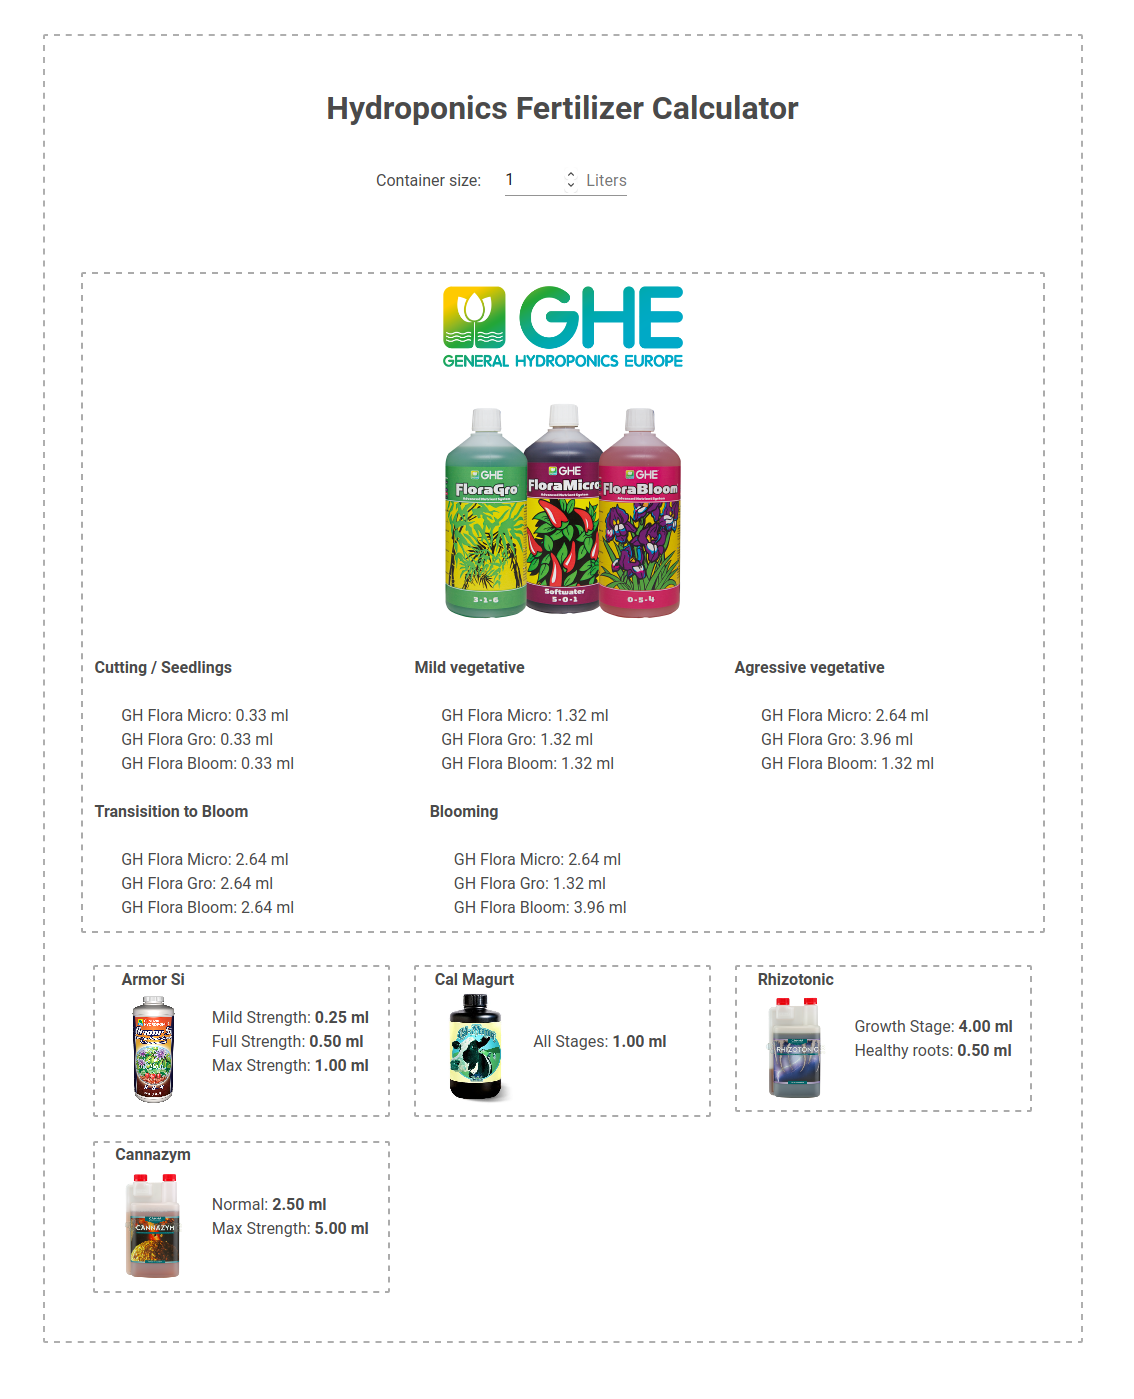 Hydroponics Fertilizer Calculator
Container size: 1 Liters
GHE
GENERAL HYDROPONICS EUROPE
GHE GHE GHE
FloraGro FloraMicro FloraBloom
Advanced Nutrient System Advanced Nutrient System Advanced Nutrient System
3-1-6 Softwater 5-0-1 0-5-4
Cutting / Seedlings
GH Flora Micro: 0.33 ml
GH Flora Gro: 0.33 ml
GH Flora Bloom: 0.33 ml
Mild vegetative
GH Flora Micro: 1.32 ml
GH Flora Gro: 1.32 ml
GH Flora Bloom: 1.32 ml
Agressive vegetative
GH Flora Micro: 2.64 ml
GH Flora Gro: 3.96 ml
GH Flora Bloom: 1.32 ml
Transisition to Bloom
GH Flora Micro: 2.64 ml
GH Flora Gro: 2.64 ml
GH Flora Bloom: 2.64 ml
Blooming
GH Flora Micro: 2.64 ml
GH Flora Gro: 1.32 ml
GH Flora Bloom: 3.96 ml
Armor Si
Mild Strength: 0.25 ml
Full Strength: 0.50 ml
Max Strength: 1.00 ml
Cal Magurt
All Stages: 1.00 ml
Rhizotonic
RHIZOTONIC
Growth Stage: 4.00 ml
Healthy roots: 0.50 ml
Cannazym
CANNAZYM
Normal: 2.50 ml
Max Strength: 5.00 ml